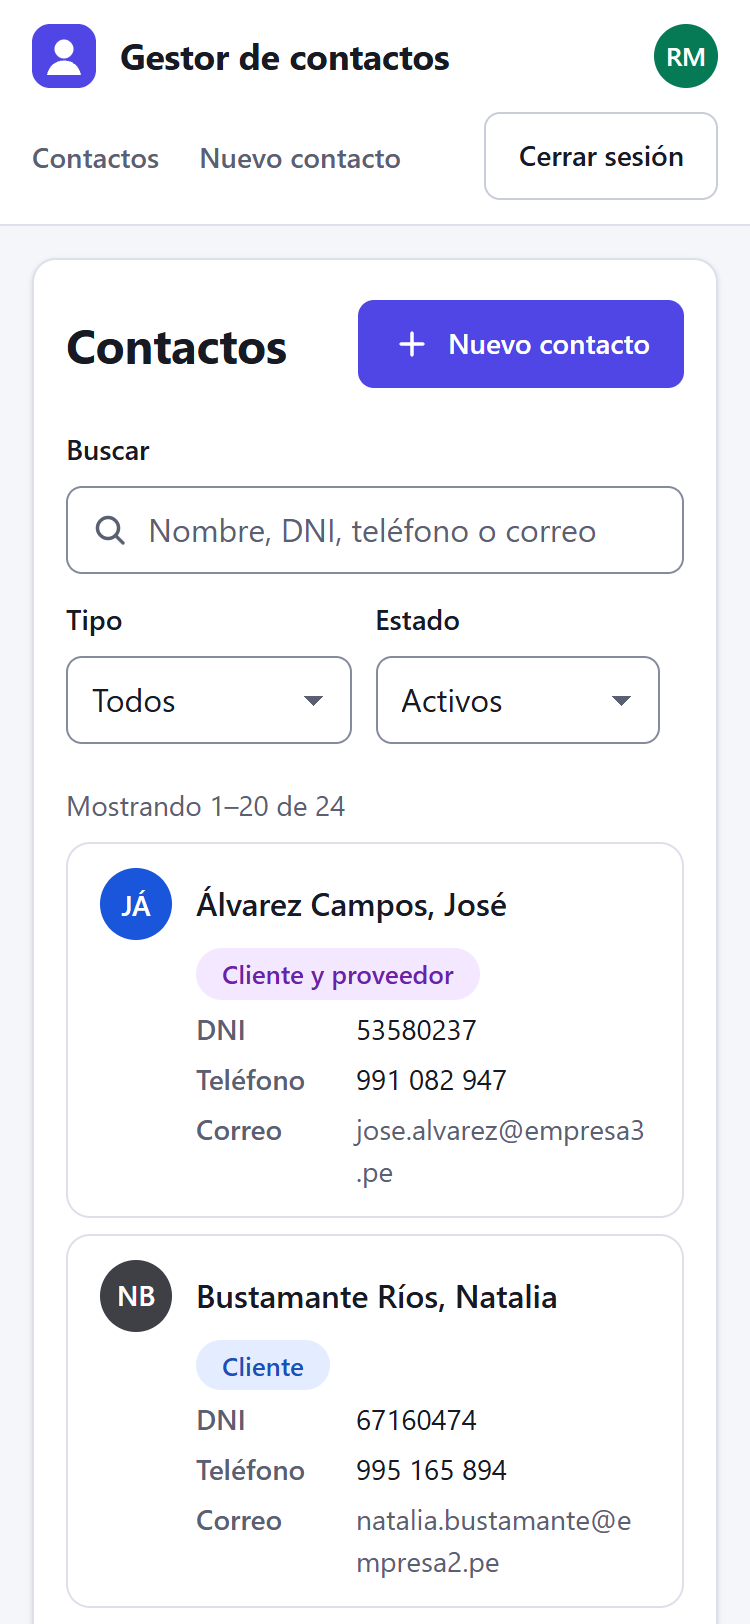 Gestor de contactos
RM
Contactos
Nuevo contacto
Cerrar sesión
Contactos
Nuevo contacto
Buscar
Nombre, DNI, teléfono o correo
Tipo
Estado
Todos
Activos
Mostrando 1–20 de 24
JÁ
Álvarez Campos, José
Cliente y proveedor
DNI 53580237
Teléfono 991 082 947
Correo jose.alvarez@empresa3
.pe
NB
Bustamante Ríos, Natalia
Cliente
DNI 67160474
Teléfono 995 165 894
Correo natalia.bustamante@e
mpresa2.pe